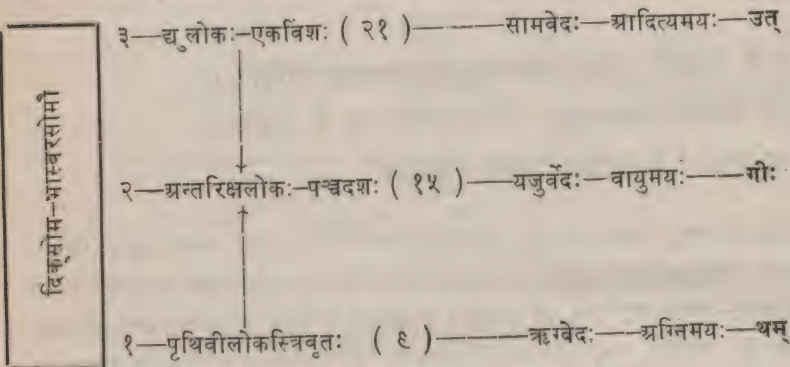 ३—द्युलोकः–एकविंशः ( २१ )———सामवेदः—आदित्यमयः—उत्
दिक्सोम–भास्वरसोमौ
२—अन्तरिक्षलोकः–पञ्चदशः ( १५ )——यजुर्वेदः—वायुमयः——गीः
१—पृथिवीलोकस्त्रिवृतः ( ९ )———ऋग्वेदः——अग्निमयः—थम्